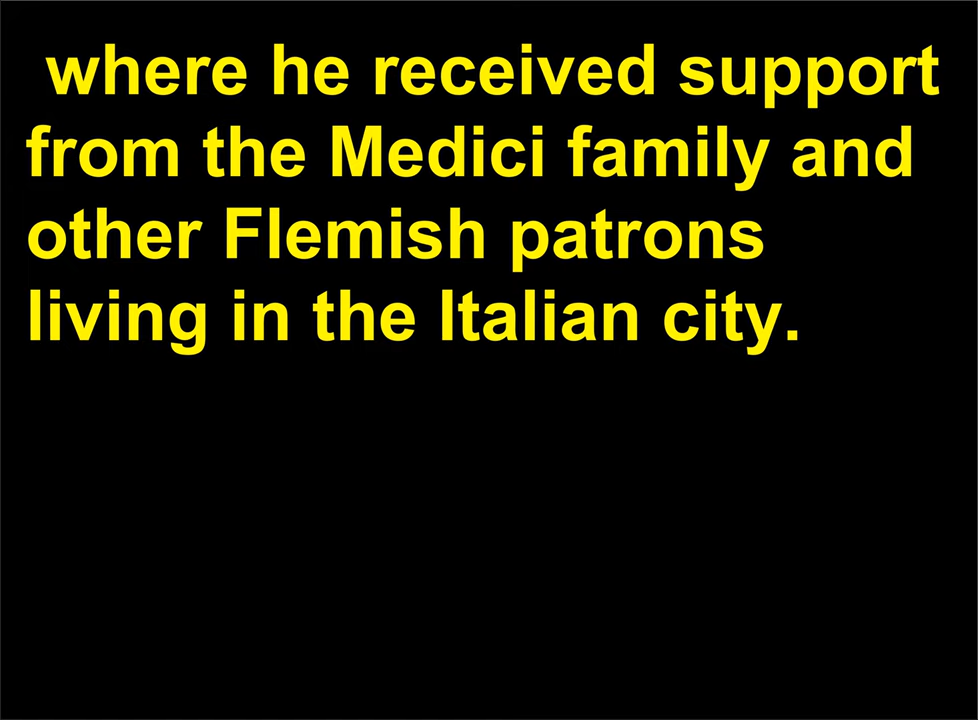 where he received support
from the Medici family and
other Flemish patrons
living in the Italian city.